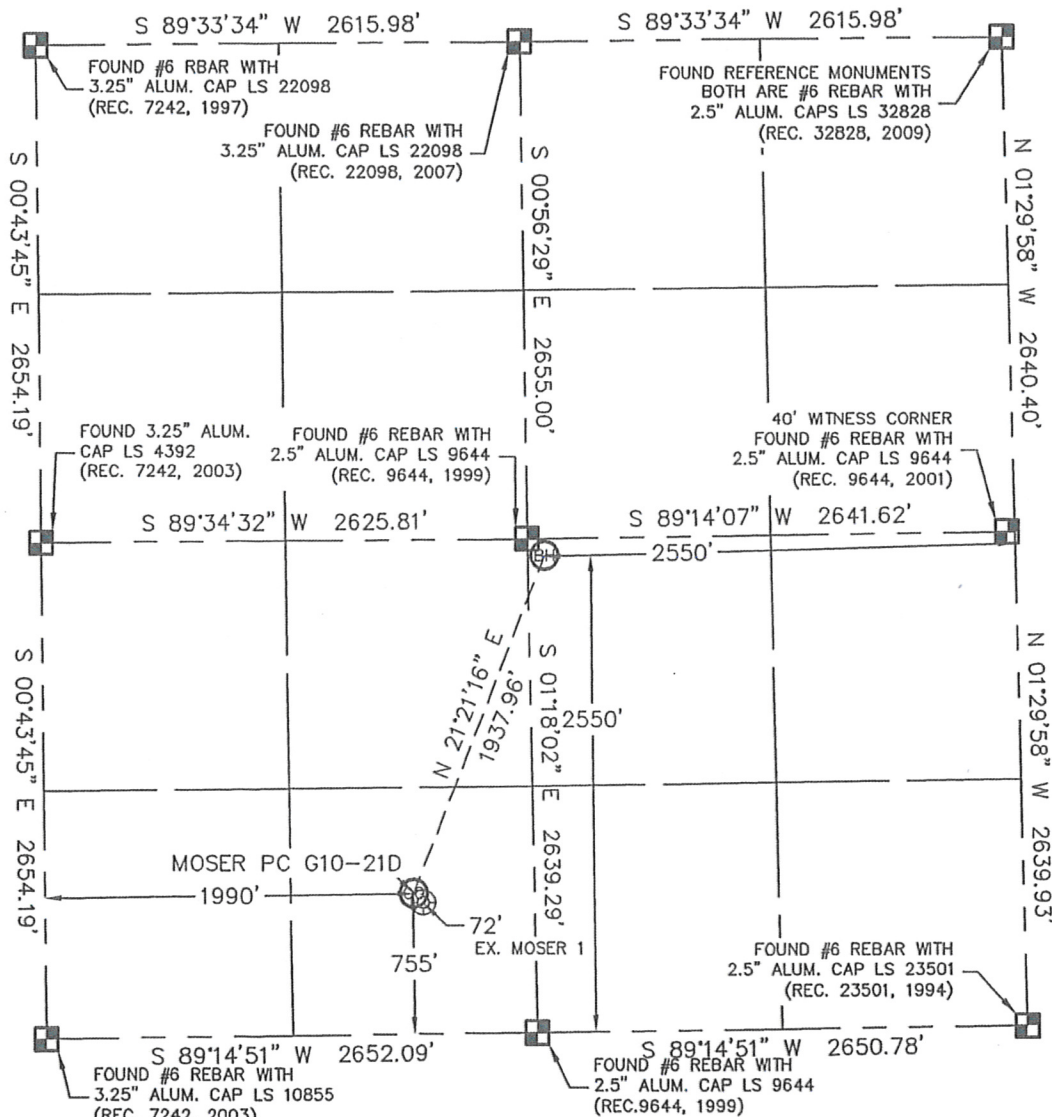 S 89°33'34" W 2615.98'
S 89°33'34" W 2615.98'
FOUND #6 RBAR WITH
3.25" ALUM. CAP LS 22098
(REC. 7242, 1997)
FOUND #6 REBAR WITH
3.25" ALUM. CAP LS 22098
(REC. 22098, 2007)
FOUND REFERENCE MONUMENTS
BOTH ARE #6 REBAR WITH
2.5" ALUM. CAPS LS 32828
(REC. 32828, 2009)
S 00°43'45" E 2654.19'
S 00°56'29" E 2655.00'
N 01°29'58" W 2640.40'
FOUND 3.25" ALUM.
CAP LS 4392
(REC. 7242, 2003)
FOUND #6 REBAR WITH
2.5" ALUM. CAP LS 9644
(REC. 9644, 1999)
40' WITNESS CORNER
FOUND #6 REBAR WITH
2.5" ALUM. CAP LS 9644
(REC. 9644, 2001)
S 89°34'32" W 2625.81'
S 89°14'07" W 2641.62'
BH
2550'
S 00°43'45" E 2654.19'
N 21°21'16" E
1937.96'
S 01°18'02" E 2639.29'
2550'
N 01°29'58" W 2639.93'
MOSER PC G10-21D
1990'
72'
EX. MOSER 1
755'
FOUND #6 REBAR WITH
2.5" ALUM. CAP LS 23501
(REC. 23501, 1994)
S 89°14'51" W 2652.09'
S 89°14'51" W 2650.78'
FOUND #6 REBAR WITH
3.25" ALUM. CAP LS 10855
(REC. 7242, 2003)
FOUND #6 REBAR WITH
2.5" ALUM. CAP LS 9644
(REC.9644, 1999)